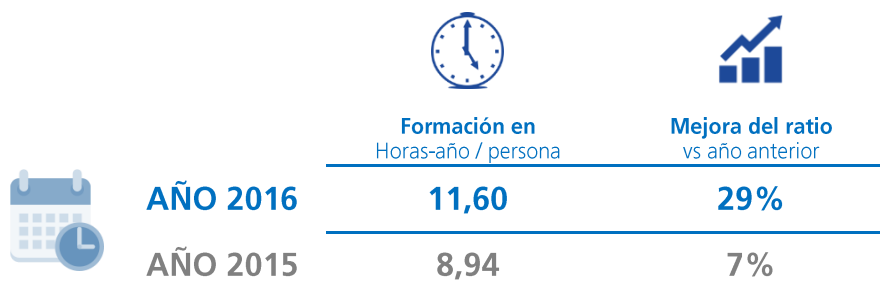 Formación en
Horas-año / persona
Mejora del ratio
vs año anterior
AÑO 2016 11,60 29%
AÑO 2015 8,94 7%